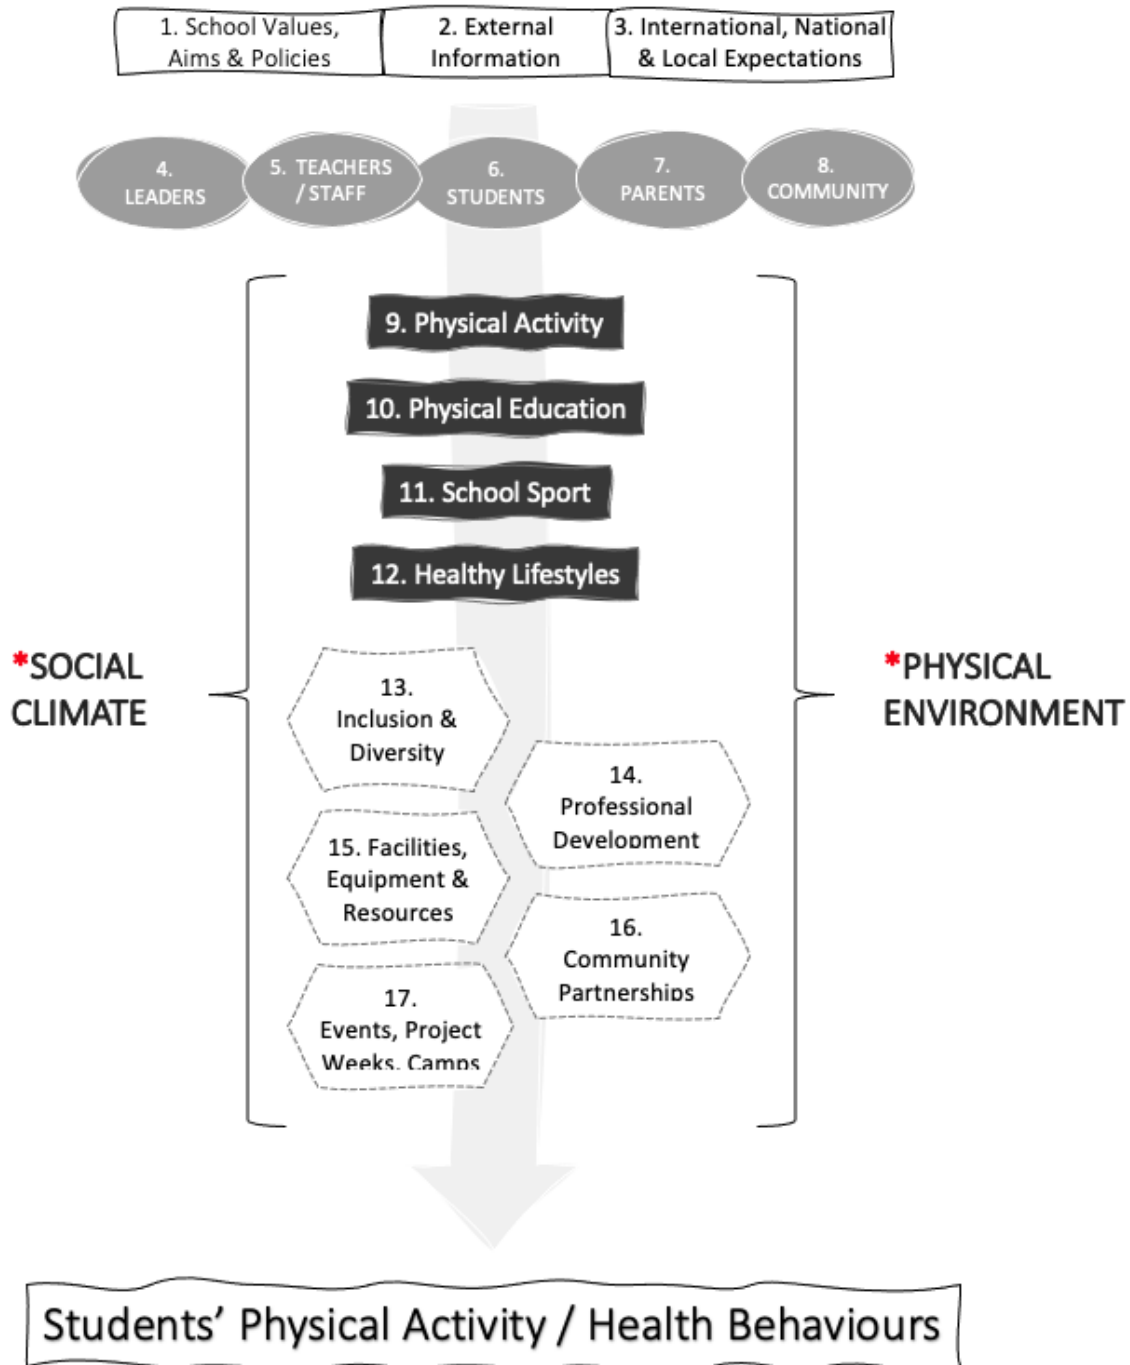 1. School Values,
Aims & Policies
2. External
Information
3. International, National
& Local Expectations
4.
LEADERS
5. TEACHERS
/ STAFF
6.
STUDENTS
7.
PARENTS
8.
COMMUNITY
9. Physical Activity
10. Physical Education
11. School Sport
12. Healthy Lifestyles
*SOCIAL
CLIMATE
*PHYSICAL
ENVIRONMENT
13.
Inclusion &
Diversity
14.
Professional
Development
15. Facilities,
Equipment &
Resources
16.
Community
Partnerships
17.
Events, Project
Weeks, Camps
Students’ Physical Activity / Health Behaviours